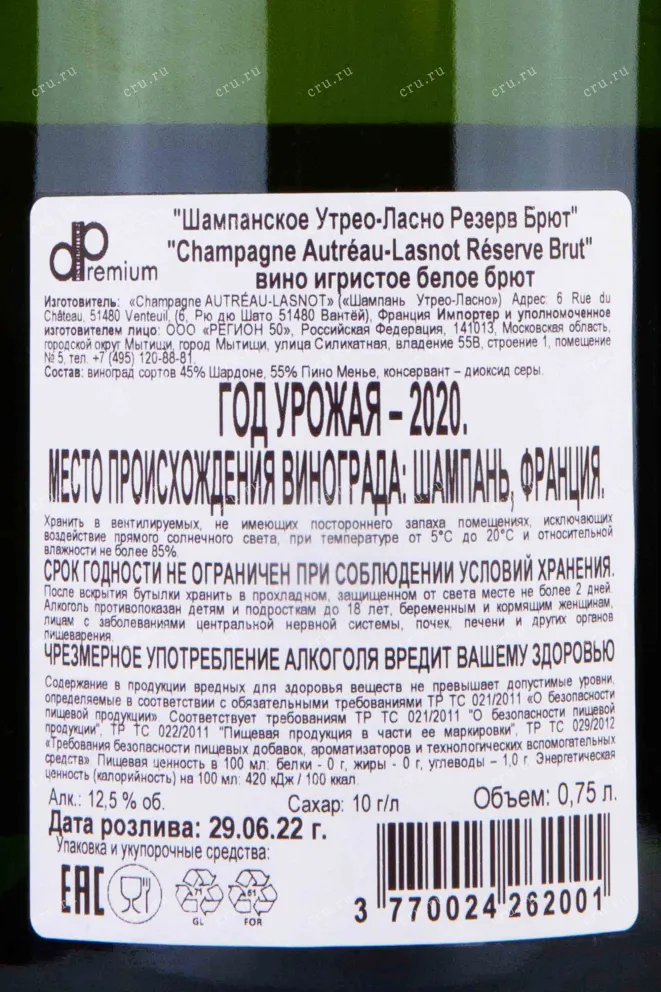 cru.ru cru.ru cru.ru cru.ru
dp Premium
"Шампанское Утрео-Ласно Резерв Брют"
"Champagne Autréau-Lasnot Réserve Brut"
вино игристое белое брют
Изготовитель: «Champagne AUTRÉAU-LASNOT» («Шампань Утрео-Ласно») Адрес: 6 Rue du
Château, 51480 Venteuil, (6, Рю дю Шато 51480 Вантёй), Франция Импортер и уполномоченное
изготовителем лицо: ООО «РЕГИОН 50», Российская Федерация, 141013, Московская область,
городской округ Мытищи, город Мытищи, улица Силикатная, владение 55В, строение 1, помещение
№ 5, тел. +7 (495) 120-88-81.
Состав: виноград сортов 45% Шардоне, 55% Пино Менье, консервант – диоксид серы.
ГОД УРОЖАЯ – 2020.
МЕСТО ПРОИСХОЖДЕНИЯ ВИНОГРАДА: ШАМПАНЬ, ФРАНЦИЯ.
Хранить в вентилируемых, не имеющих постороннего запаха помещениях, исключающих
воздействие прямого солнечного света, при температуре от 5°С до 20°С и относительной
влажности не более 85%.
СРОК ГОДНОСТИ НЕ ОГРАНИЧЕН ПРИ СОБЛЮДЕНИИ УСЛОВИЙ ХРАНЕНИЯ.
После вскрытия бутылки хранить в прохладном, защищенном от света месте не более 2 дней.
Алкоголь противопоказан детям и подросткам до 18 лет, беременным и кормящим женщинам,
лицам с заболеваниями центральной нервной системы, почек, печени и других органов
пищеварения.
ЧРЕЗМЕРНОЕ УПОТРЕБЛЕНИЕ АЛКОГОЛЯ ВРЕДИТ ВАШЕМУ ЗДОРОВЬЮ
Содержание в продукции вредных для здоровья веществ не превышает допустимые уровни,
определяемые в соответствии с обязательными требованиями ТР ТС 021/2011 «О безопасности
пищевой продукции». Соответствует требованиям ТР ТС 021/2011 "О безопасности пищевой
продукции", ТР ТС 022/2011 "Пищевая продукция в части ее маркировки", ТР ТС 029/2012
«Требования безопасности пищевых добавок, ароматизаторов и технологических вспомогательных
средств» Пищевая ценность в 100 мл: белки - 0 г, жиры - 0 г, углеводы – 1,0 г. Энергетическая
ценность (калорийность) на 100 мл: 420 кДж / 100 ккал.
Алк.: 12,5 % об. Сахар: 10 г/л Объем: 0,75 л.
Дата розлива: 29.06.22 г.
Упаковка и укупорочные средства:
EAC 71 GL 61 FOR
3 770024 262001